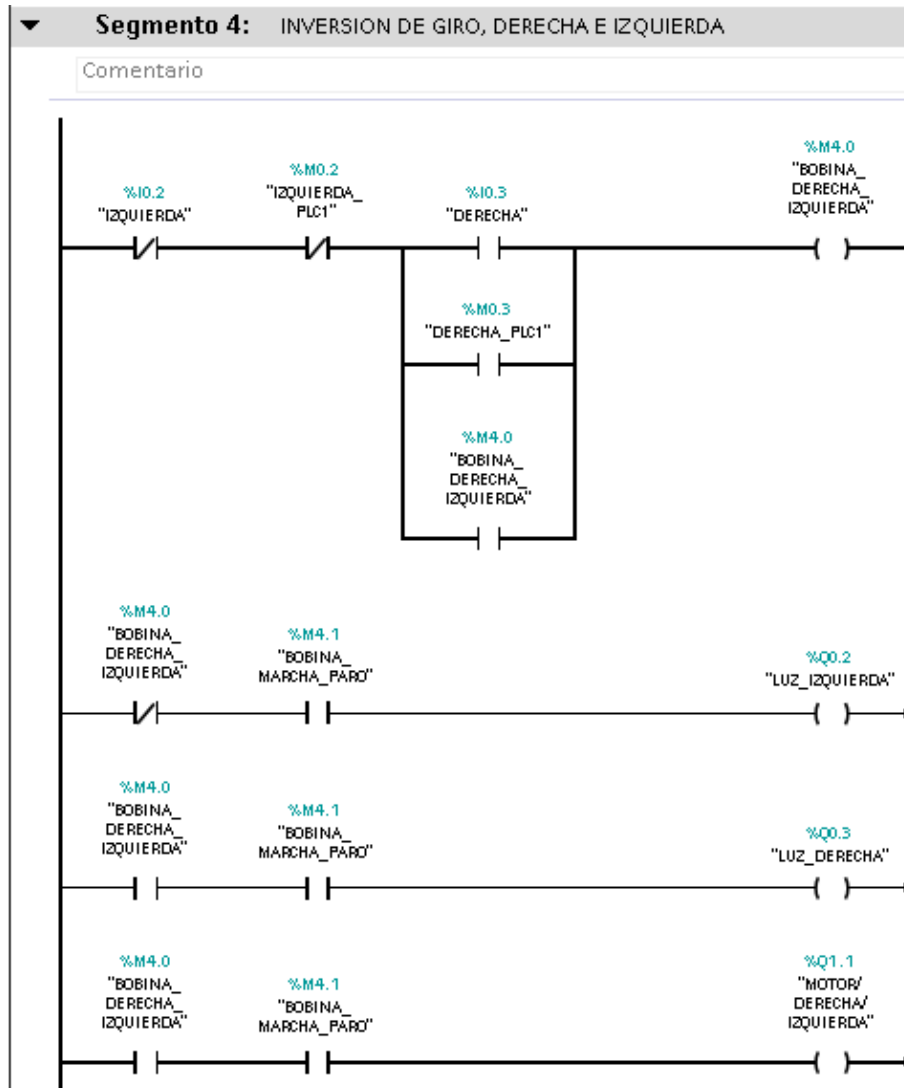 Segmento 4: INVERSION DE GIRO, DERECHA E IZQUIERDA
Comentario
%I0.2
"IZQUIERDA"
%M0.2
"IZQUIERDA_
PLC1"
%I0.3
"DERECHA"
%M4.0
"BOBINA_
DERECHA_
IZQUIERDA"
%M0.3
"DERECHA_PLC1"
%M4.0
"BOBINA_
DERECHA_
IZQUIERDA"
%M4.0
"BOBINA_
DERECHA_
IZQUIERDA"
%M4.1
"BOBINA_
MARCHA_PARO"
%Q0.2
"LUZ_IZQUIERDA"
%M4.0
"BOBINA_
DERECHA_
IZQUIERDA"
%M4.1
"BOBINA_
MARCHA_PARO"
%Q0.3
"LUZ_DERECHA"
%M4.0
"BOBINA_
DERECHA_
IZQUIERDA"
%M4.1
"BOBINA_
MARCHA_PARO"
%Q1.1
"MOTOR/
DERECHA/
IZQUIERDA"